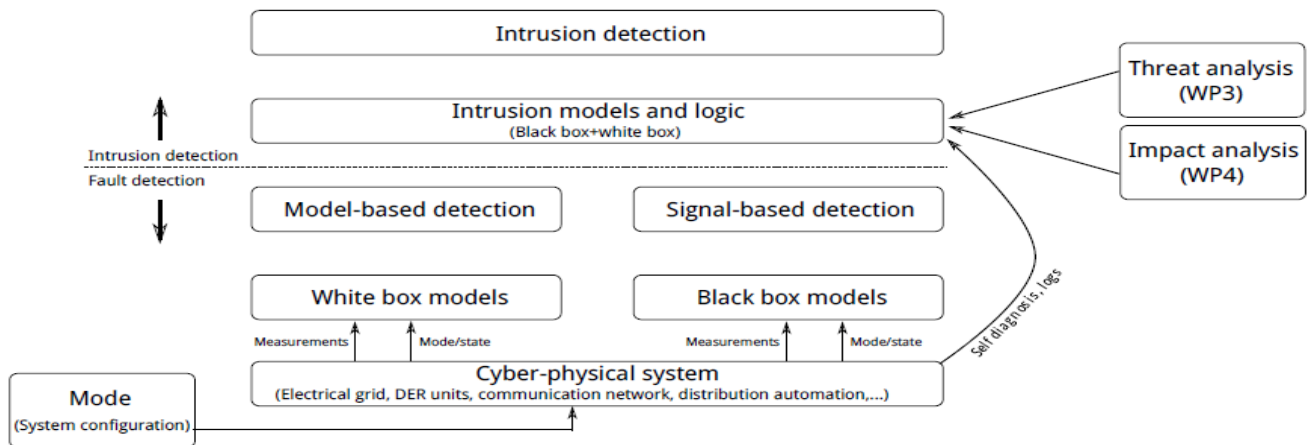 Intrusion detection
Threat analysis
(WP3)
Intrusion models and logic
(Black box+white box)
Impact analysis
(WP4)
Intrusion detection
Fault detection
Model-based detection
Signal-based detection
White box models
Black box models
Self diagnosis, logs
Measurements
Mode/state
Measurements
Mode/state
Cyber-physical system
(Electrical grid, DER units, communication network, distribution automation,...)
Mode
(System configuration)